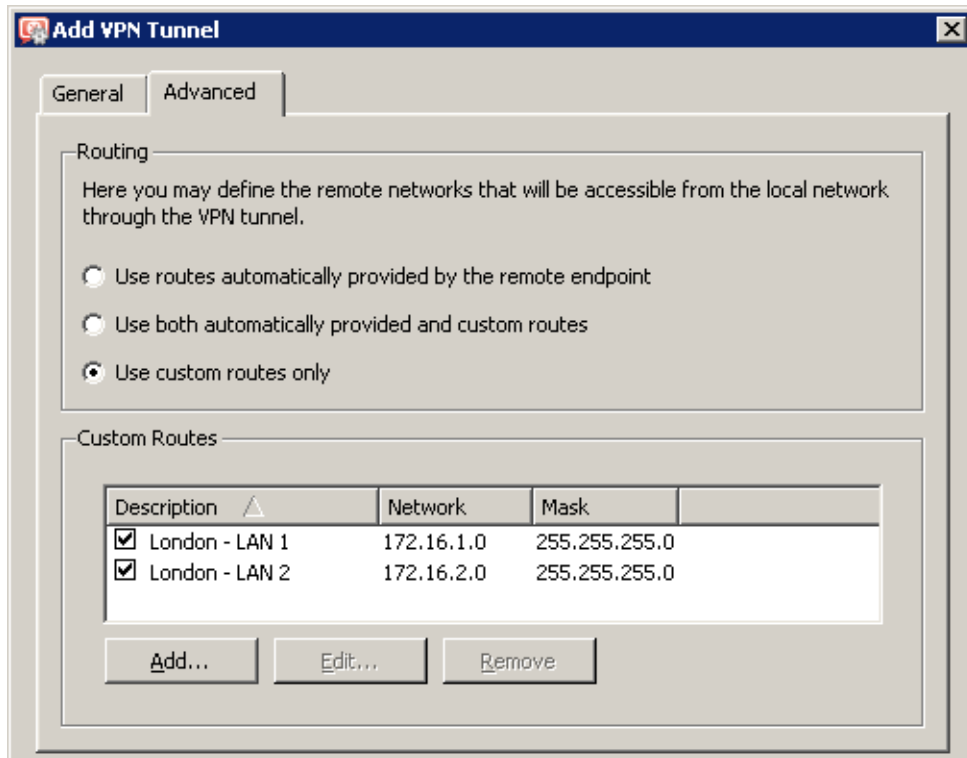 Add VPN Tunnel
General Advanced
Routing
Here you may define the remote networks that will be accessible from the local network
through the VPN tunnel.
Use routes automatically provided by the remote endpoint
Use both automatically provided and custom routes
Use custom routes only
Custom Routes
Description Network Mask
London - LAN 1 172.16.1.0 255.255.255.0
London - LAN 2 172.16.2.0 255.255.255.0
Add... Edit... Remove